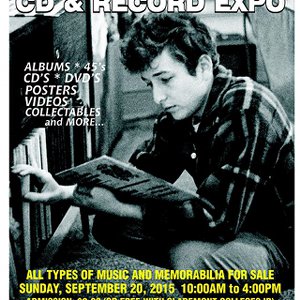 CD & RECORD EXPO
ALBUMS * 45's
CD'S * DVD'S
POSTERS
VIDEOS
COLLECTABLES
and MORE...
ALL TYPES OF MUSIC AND MEMORABILIA FOR SALE
SUNDAY, SEPTEMBER 20, 2015 10:00AM to 4:00PM